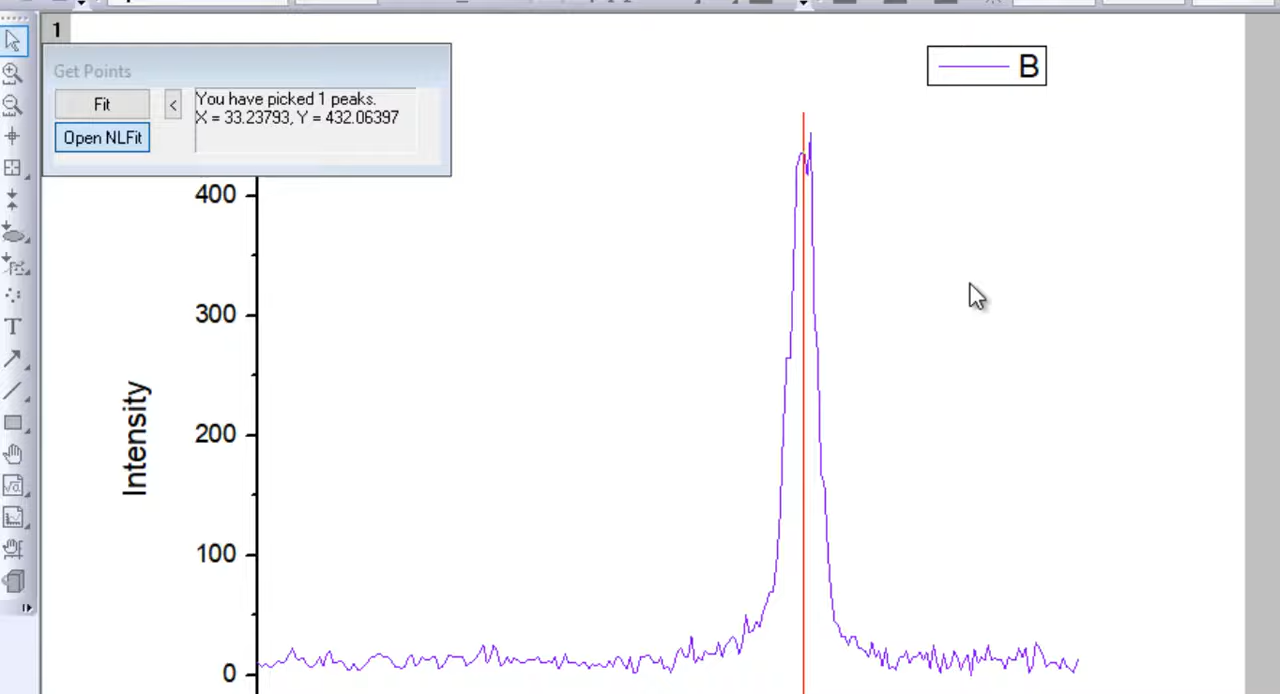 1
Get Points
Fit
<
You have picked 1 peaks.
X = 33.23793, Y = 432.06397
Open NLFit
B
400
300
200
100
0
Intensity
T